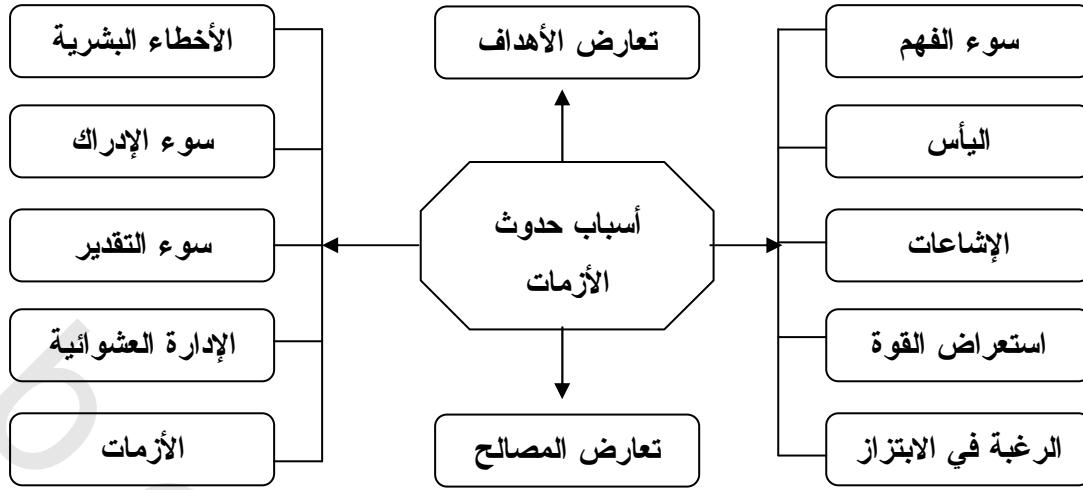 سوء الفهم
اليأس
الإشاعات
استعراض القوة
الرغبة في الابتزاز
تعارض الأهداف
أسباب حدوث
الأزمات
تعارض المصالح
الأخطاء البشرية
سوء الإدراك
سوء التقدير
الإدارة العشوائية
الأزمات